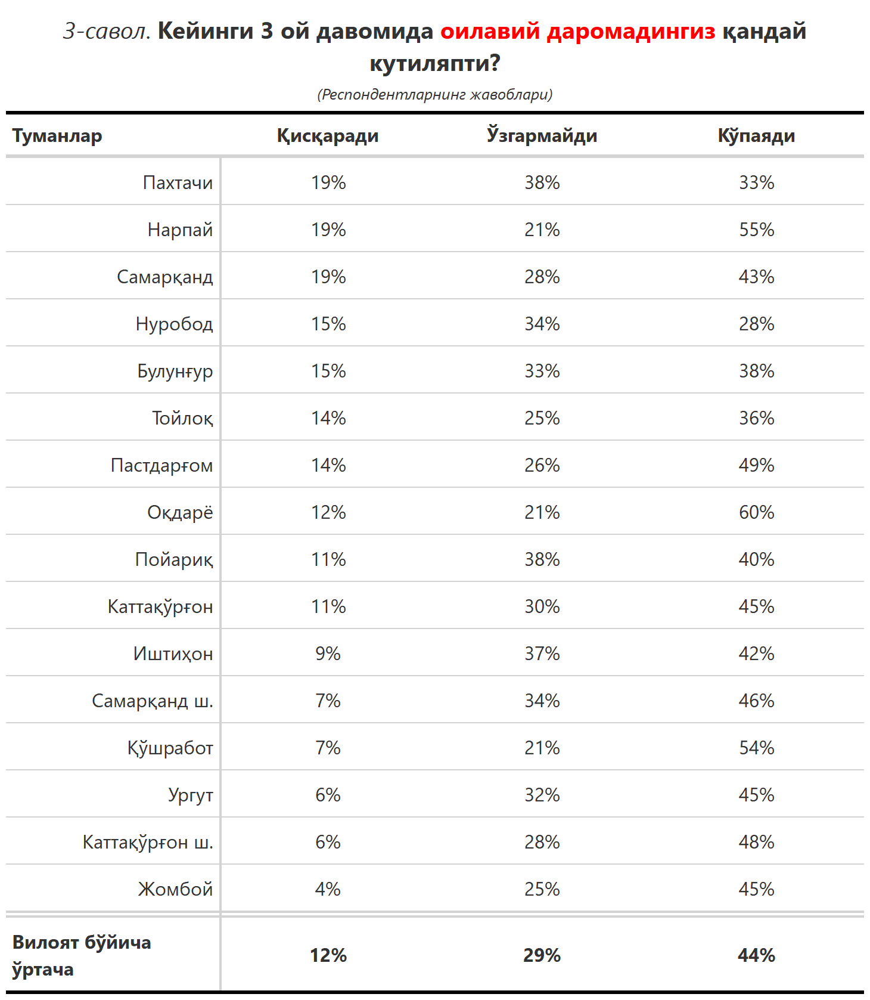 3-савол. Кейинги 3 ой давомида оилавий даромадингиз қандай
кутиляпти?
(Респондентларнинг жавоблари)
Туманлар Қисқаради Ўзгармайди Кўпаяди
Пахтачи 19% 38% 33%
Нарпай 19% 21% 55%
Самарқанд 19% 28% 43%
Нуробод 15% 34% 28%
Булунғур 15% 33% 38%
Тойлоқ 14% 25% 36%
Пастдарғом 14% 26% 49%
Оқдарё 12% 21% 60%
Пойариқ 11% 38% 40%
Каттақўрғон 11% 30% 45%
Иштиҳон 9% 37% 42%
Самарқанд ш. 7% 34% 46%
Қўшработ 7% 21% 54%
Ургут 6% 32% 45%
Каттақўрғон ш. 6% 28% 48%
Жомбой 4% 25% 45%
Вилоят бўйича
ўртача 12% 29% 44%